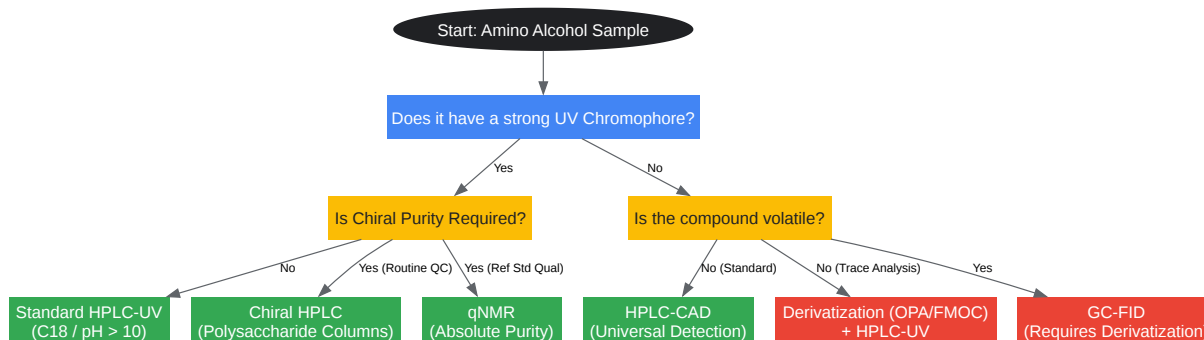 Start: Amino Alcohol Sample
Does it have a strong UV Chromophore?
Yes
No
Is Chiral Purity Required?
Is the compound volatile?
No
Yes (Routine QC)
Yes (Ref Std Qual)
No (Standard)
No (Trace Analysis)
Yes
Standard HPLC-UV
(C18 / pH > 10)
Chiral HPLC
(Polysaccharide Columns)
qNMR
(Absolute Purity)
HPLC-CAD
(Universal Detection)
Derivatization (OPA/FMOC)
+ HPLC-UV
GC-FID
(Requires Derivatization)